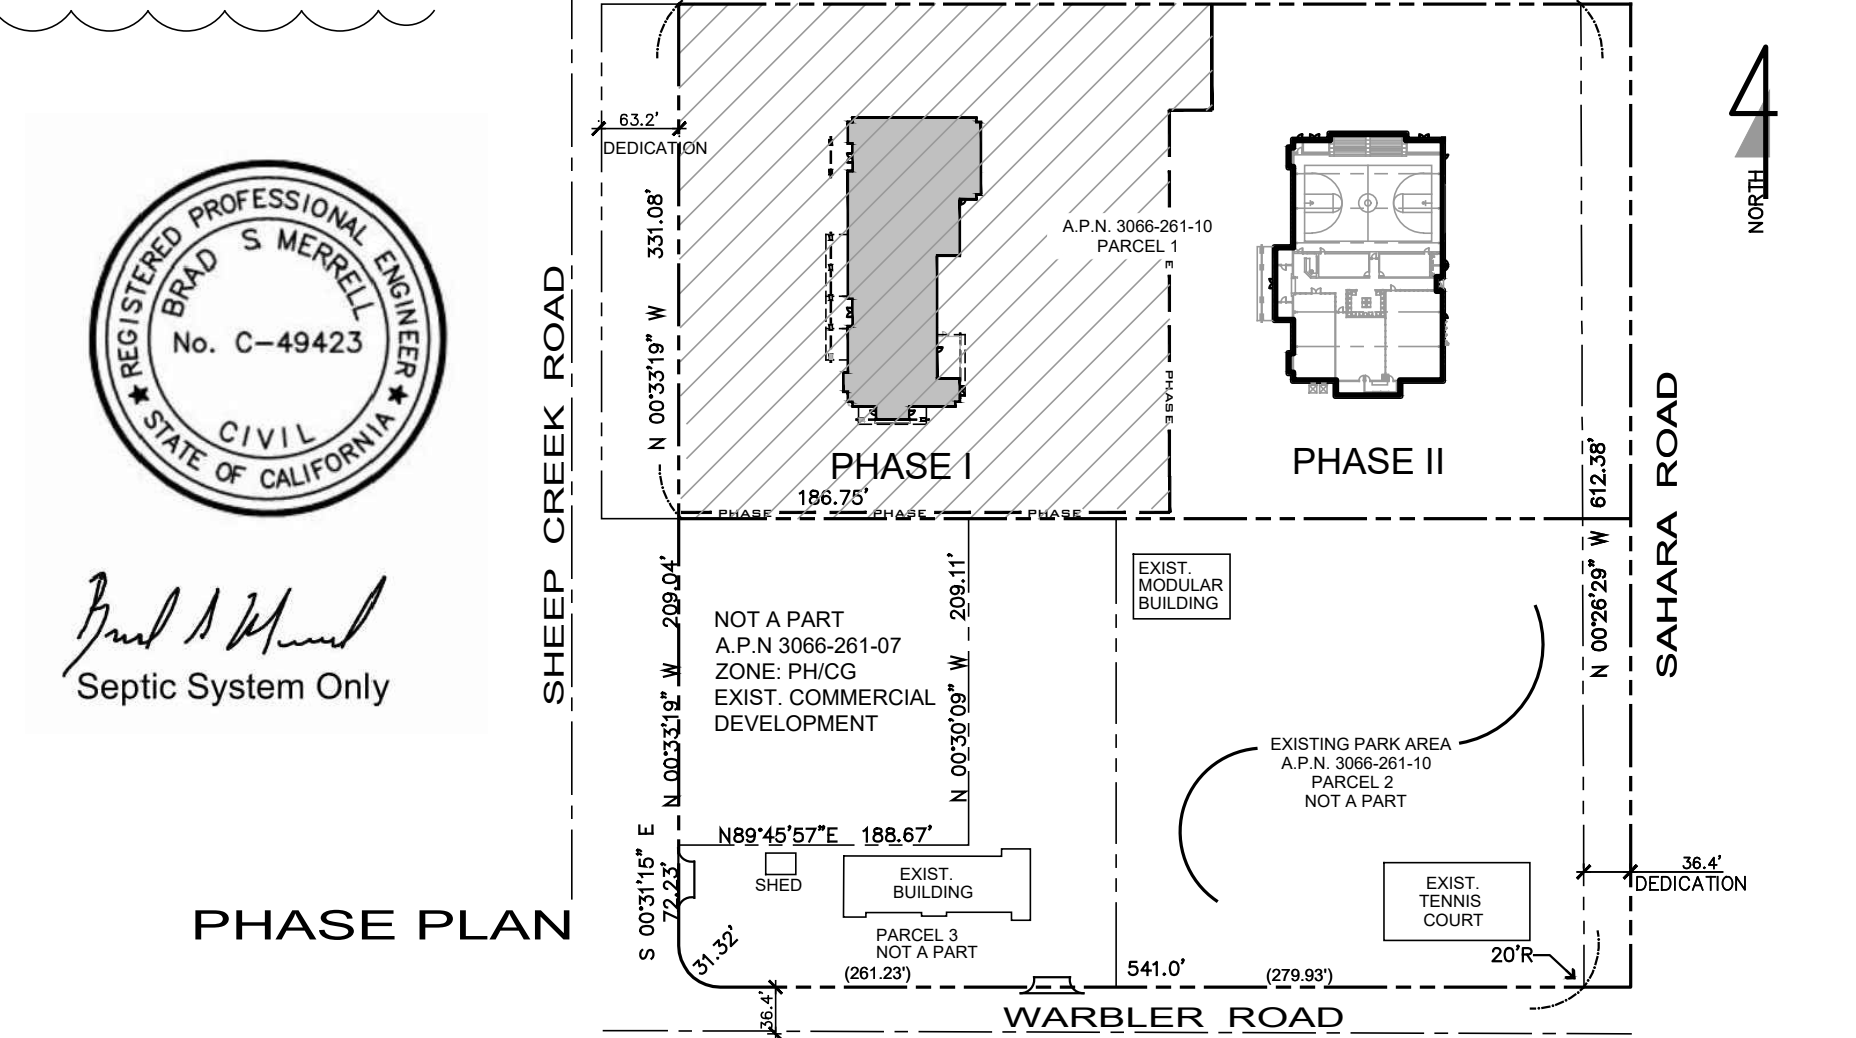 REGISTERED PROFESSIONAL ENGINEER
BRAD S. MERRELL
No. C-49423
CIVIL
STATE OF CALIFORNIA
Septic System Only
PHASE PLAN
SHEEP CREEK ROAD
63.2'
DEDICATION
N 00°33'19" W 331.08'
A.P.N. 3066-261-10
PARCEL 1
PHASE
E
PHASE I
186.75'
PHASE PHASE PHASE
PHASE II
NORTH
612.38'
N 00°26'29" W
SAHARA ROAD
N 00°33'19" W 209.04'
NOT A PART
A.P.N 3066-261-07
ZONE: PH/CG
EXIST. COMMERCIAL
DEVELOPMENT
N 00°30'09" W 209.11'
EXIST.
MODULAR
BUILDING
EXISTING PARK AREA
A.P.N. 3066-261-10
PARCEL 2
NOT A PART
N89°45'57"E 188.67'
S 00°31'15" E
72.23'
SHED
EXIST.
BUILDING
PARCEL 3
NOT A PART
31.32'
(261.23')
541.0'
(279.93')
EXIST.
TENNIS
COURT
36.4'
DEDICATION
20'R
36.4'
WARBLER ROAD